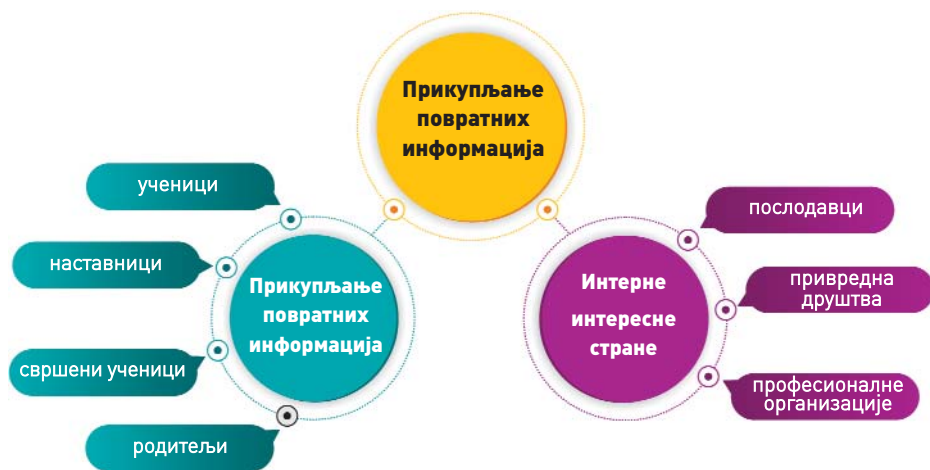 Прикупљање
повратних
информација
ученици
наставници
свршени ученици
родитељи
Прикупљање
повратних
информација
Интерне
интересне
стране
послодавци
привредна
друштва
професионалне
организације